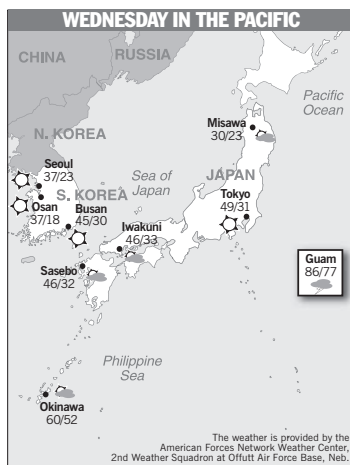 WEDNESDAY IN THE PACIFIC
CHINA
RUSSIA
Pacific
Ocean
Misawa
30/23
N. KOREA
Seoul
37/23
Sea of
Japan
JAPAN
S. KOREA
Tokyo
49/31
Osan
37/18
Busan
45/30
Iwakuni
46/33
Guam
86/77
Sasebo
46/32
Philippine
Sea
Okinawa
60/52
The weather is provided by the
American Forces Network Weather Center,
2nd Weather Squadron at Offutt Air Force Base, Neb.